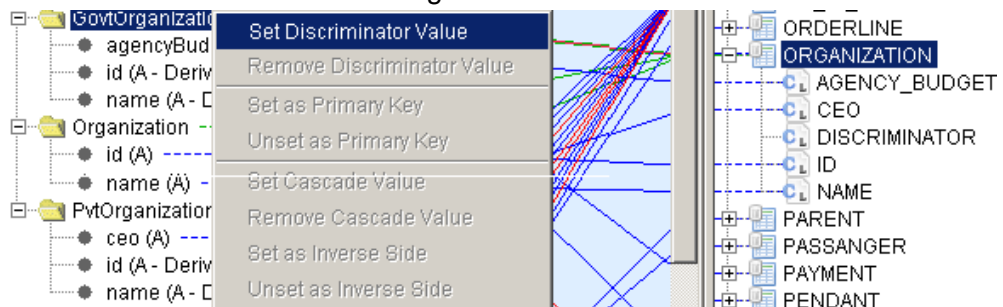 GovtOrganizatio
agencyBud
id (A - Deriv
name (A - D
Organization
id (A)
name (A)
PvtOrganization
ceo (A)
id (A - Deriv
name (A - D
Set Discriminator Value
Remove Discriminator Value
Set as Primary Key
Unset as Primary Key
Set Cascade Value
Remove Cascade Value
Set as Inverse Side
Unset as Inverse Side
ORDERLINE
ORGANIZATION
AGENCY_BUDGET
CEO
DISCRIMINATOR
ID
NAME
PARENT
PASSANGER
PAYMENT
PENDANT